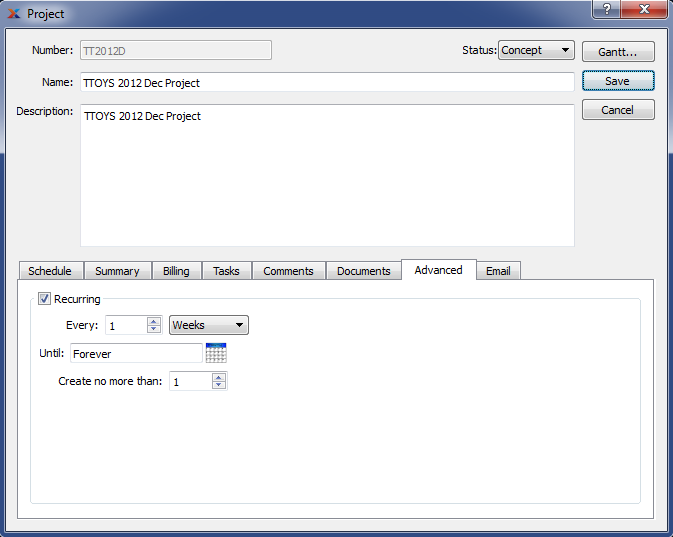 Project
?
Number: TT2012D Status: Concept Gantt...
Name: TTOYS 2012 Dec Project Save
Description: TTOYS 2012 Dec Project Cancel
Schedule Summary Billing Tasks Comments Documents Advanced Email
Recurring
Every: 1 Weeks
Until: Forever
Create no more than: 1